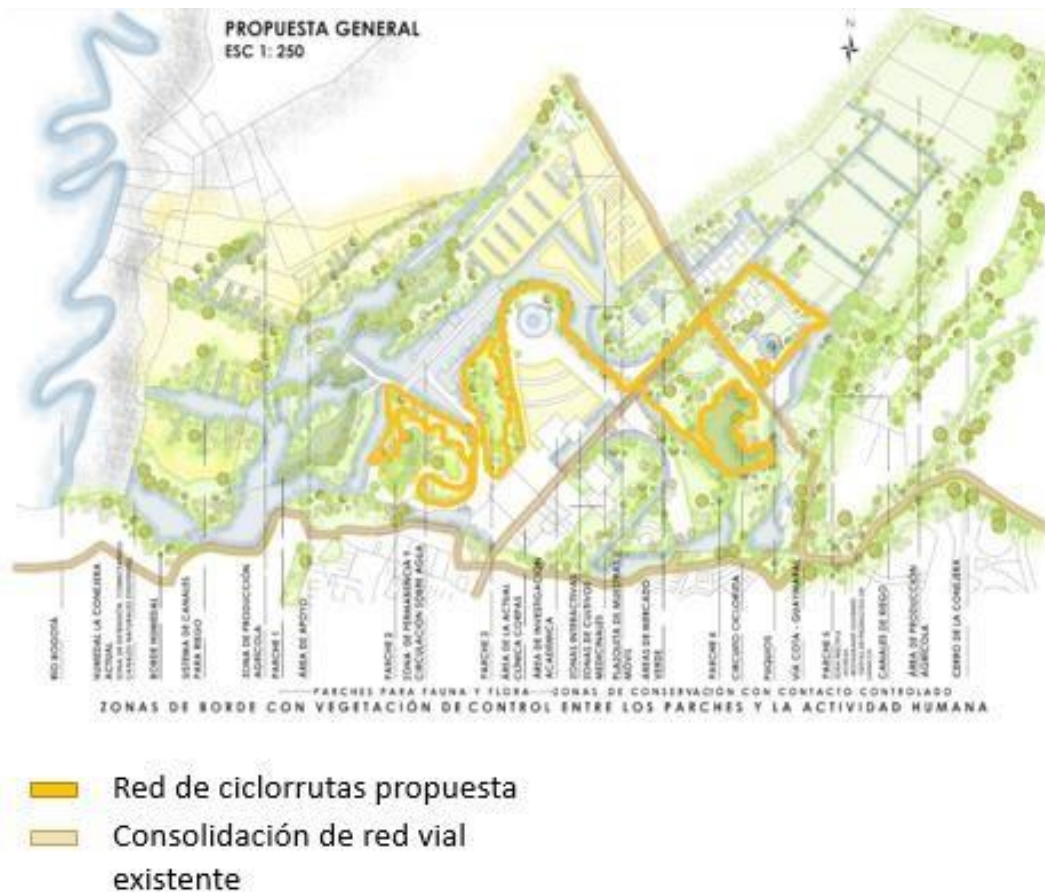 PROPUESTA GENERAL
ESC 1: 250
N
RIO BOGOTÁ
HUMEDAL LA CONEJERA
ACTUAL
BORDE HUMEDAL
SISTEMA DE CANALES
PARA RIEGO
ZONA DE PRODUCCIÓN
AGRÍCOLA
PARCHE 1
ÁREA DE APOYO
PARCHE 2
ZONA DE PERMANENCIA Y
CIRCULACIÓN SOBRE AGUA
PARCHE 3
ÁREA DE LA ACTUAL
CLÍNICA CORPAS
ÁREA DE INVESTIGACIÓN
ACADÉMICA
ZONAS INTERACTIVAS
ZONAS DE CULTIVOS
MEDICINALES
PLAZOLETA DE MUESTRAS
MÓVIL
ÁREAS DE MERCADO
VERDE
PARCHE 4
CIRCUITO CICLORUTA
VÍA COTA - GUAYMARAL
PARCHE 5
CANALES DE RIEGO
ÁREA DE PRODUCCIÓN
AGRÍCOLA
CERRO DE LA CONEJERA
PARCHES PARA FAUNA Y FLORA ZONAS DE CONSERVACIÓN CON CONTACTO CONTROLADO
ZONAS DE BORDE CON VEGETACIÓN DE CONTROL ENTRE LOS PARCHES Y LA ACTIVIDAD HUMANA
Red de ciclorrutas propuesta
Consolidación de red vial
existente